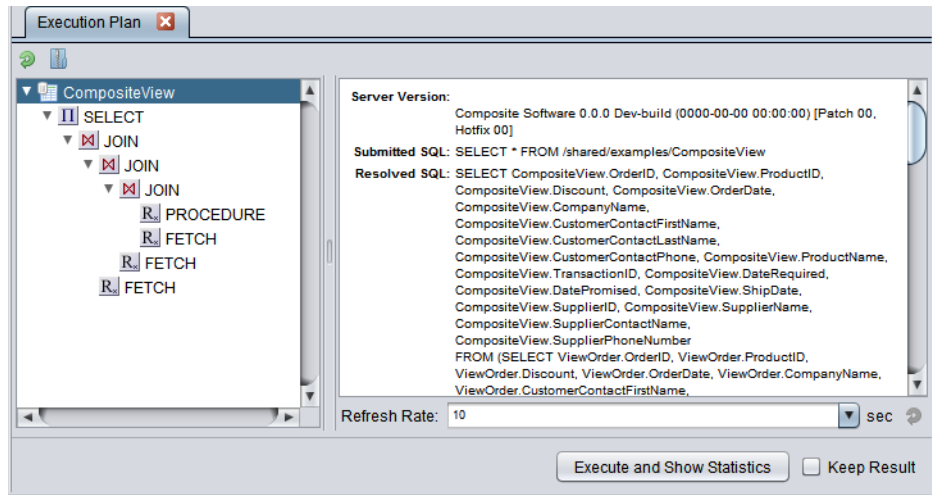 Execution Plan
CompositeView
II SELECT
JOIN
JOIN
JOIN
Rx PROCEDURE
Rx FETCH
Rx FETCH
Rx FETCH
Server Version:
Composite Software 0.0.0 Dev-build (0000-00-00 00:00:00) [Patch 00,
Hotfix 00]
Submitted SQL: SELECT * FROM /shared/examples/CompositeView
Resolved SQL: SELECT CompositeView.OrderID, CompositeView.ProductID,
CompositeView.Discount, CompositeView.OrderDate,
CompositeView.CompanyName,
CompositeView.CustomerContactFirstName,
CompositeView.CustomerContactLastName,
CompositeView.CustomerContactPhone, CompositeView.ProductName,
CompositeView.TransactionID, CompositeView.DateRequired,
CompositeView.DatePromised, CompositeView.ShipDate,
CompositeView.SupplierID, CompositeView.SupplierName,
CompositeView.SupplierContactName,
CompositeView.SupplierPhoneNumber
FROM (SELECT ViewOrder.OrderID, ViewOrder.ProductID,
ViewOrder.Discount, ViewOrder.OrderDate, ViewOrder.CompanyName,
ViewOrder.CustomerContactFirstName,
Refresh Rate: 10 sec
Execute and Show Statistics Keep Result